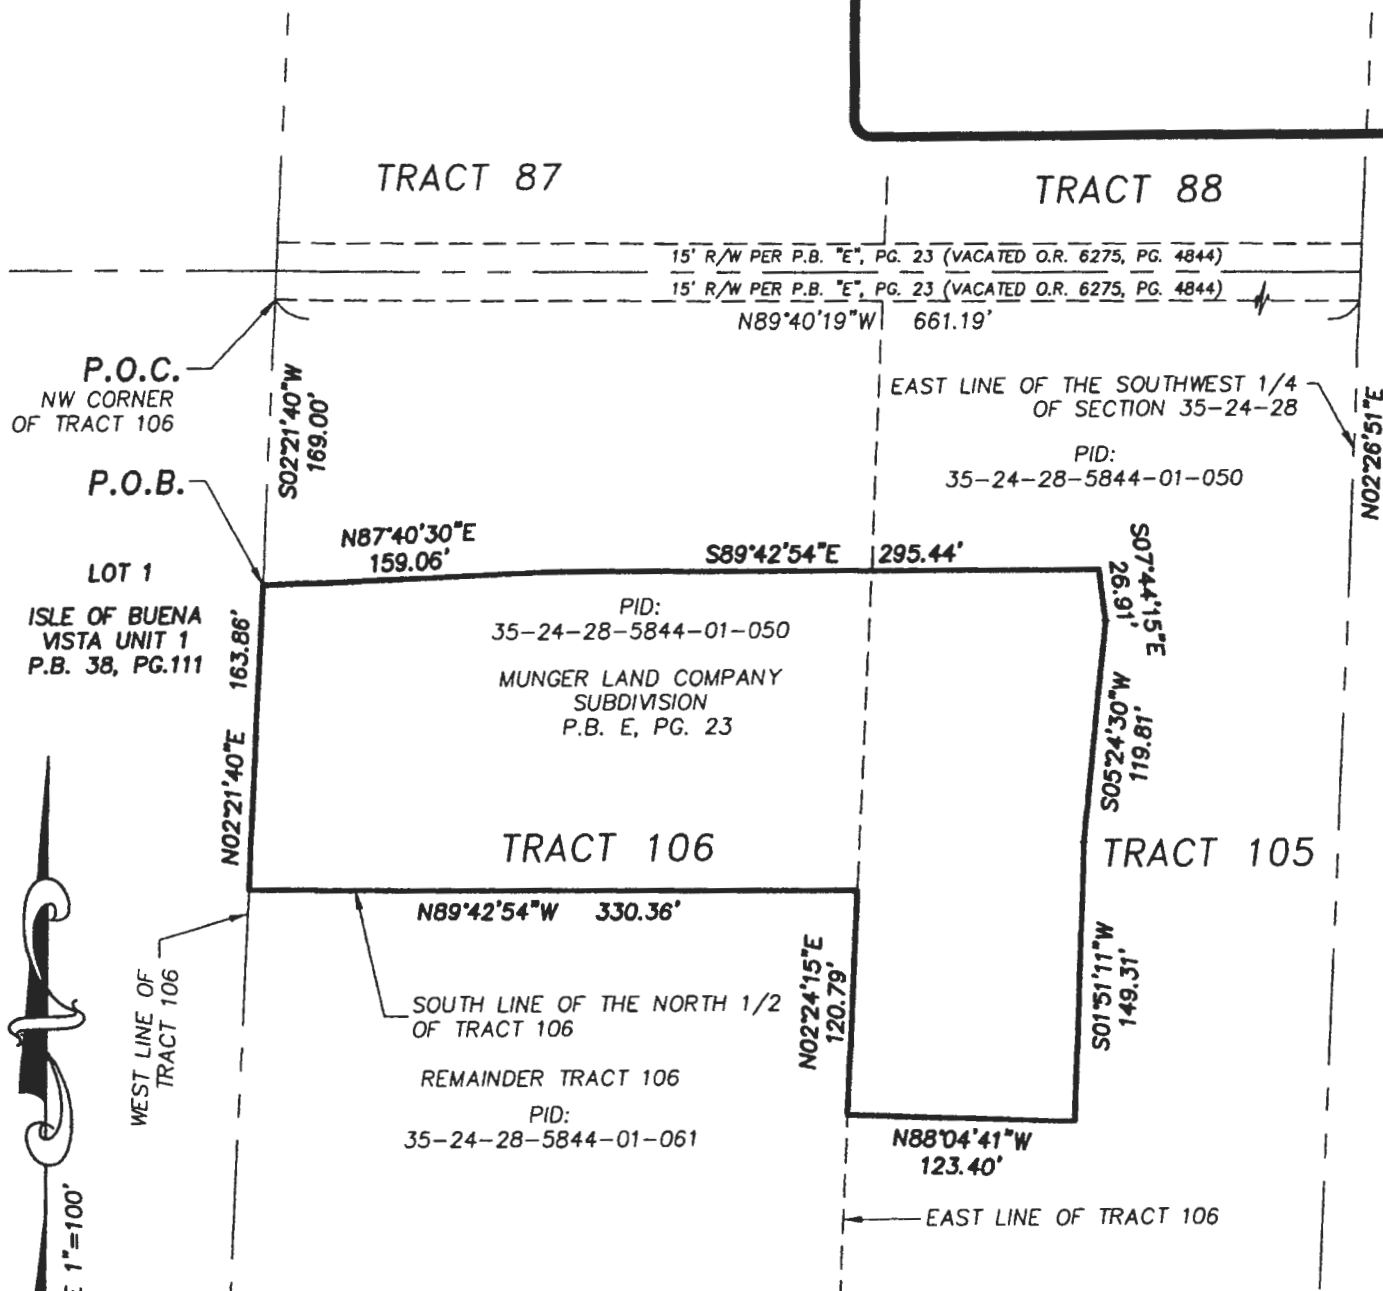 TRACT 87
TRACT 88
15' R/W PER P.B. "E", PG. 23 (VACATED O.R. 6275, PG. 4844)
15' R/W PER P.B. "E", PG. 23 (VACATED O.R. 6275, PG. 4844)
N89°40'19"W 661.19'
P.O.C.
NW CORNER
OF TRACT 106
S02°21'40"W
169.00'
EAST LINE OF THE SOUTHWEST 1/4
OF SECTION 35-24-28
N02°26'51"E
PID:
35-24-28-5844-01-050
P.O.B.
N87°40'30"E
159.06'
S89°42'54"E 295.44'
S07°44'15"E
26.91'
LOT 1
ISLE OF BUENA
VISTA UNIT 1
P.B. 38, PG.111
N02°21'40"E 163.86'
PID:
35-24-28-5844-01-050
MUNGER LAND COMPANY
SUBDIVISION
P.B. E, PG. 23
S05°24'30"W
119.81'
TRACT 106
TRACT 105
N89°42'54"W 330.36'
WEST LINE OF
TRACT 106
SOUTH LINE OF THE NORTH 1/2
OF TRACT 106
N02°24'15"E
120.79'
S01°51'11"W
149.31'
REMAINDER TRACT 106
PID:
35-24-28-5844-01-061
N88°04'41"W
123.40'
EAST LINE OF TRACT 106
E 1"=100'